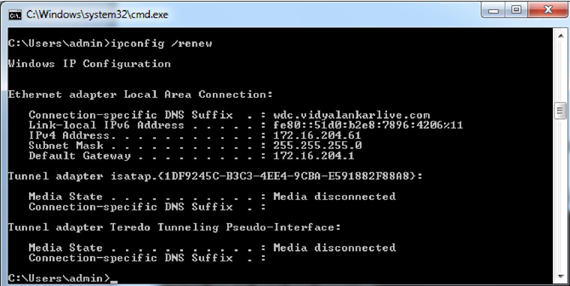 C:\Windows\system32\cmd.exe
C:\Users\admin>ipconfig /renew
Windows IP Configuration
Ethernet adapter Local Area Connection:
Connection-specific DNS Suffix  . : wdc.vidyalankarlive.com
Link-local IPv6 Address . . . . . : fe80::51d0:b2e8:7896:4206%11
IPv4 Address. . . . . . . . . . . : 172.16.204.61
Subnet Mask . . . . . . . . . . . : 255.255.255.0
Default Gateway . . . . . . . . . : 172.16.204.1
Tunnel adapter isatap.{1DF9245C-B3C3-4EE4-9CBA-E591882F88A8}:
Media State . . . . . . . . . . . : Media disconnected
Connection-specific DNS Suffix  . :
Tunnel adapter Teredo Tunneling Pseudo-Interface:
Media State . . . . . . . . . . . : Media disconnected
Connection-specific DNS Suffix  . :
C:\Users\admin>_